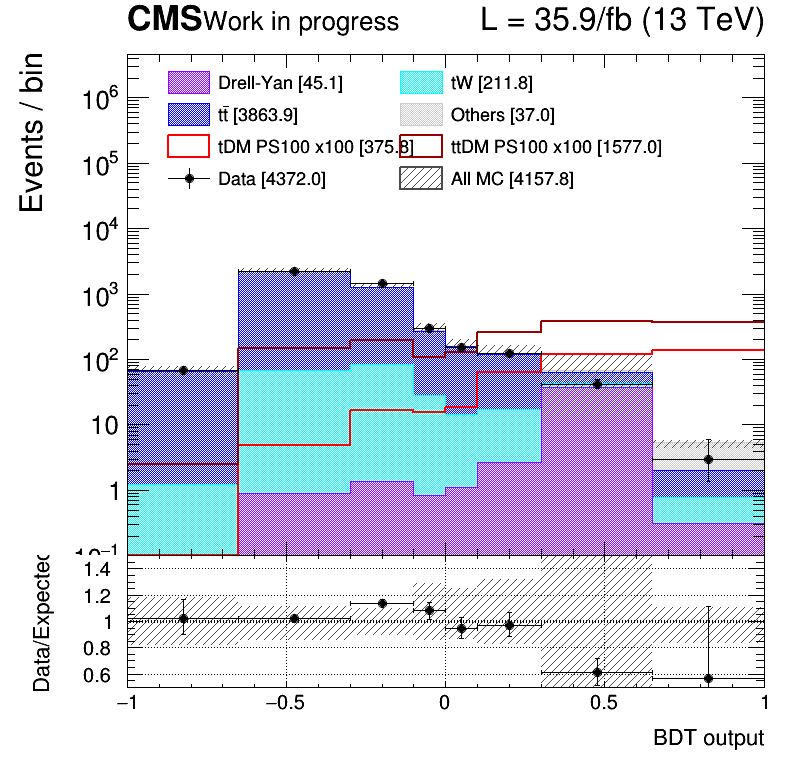 CMS Work in progress L = 35.9/fb (13 TeV)
Events / bin
Drell-Yan [45.1] tW [211.8]
tt̄ [3863.9] Others [37.0]
tDM PS100 x100 [375.8] ttDM PS100 x100 [1577.0]
Data [4372.0] All MC [4157.8]
10⁶
10⁵
10⁴
10³
10²
10
1
10⁻¹
Data/Expected
1.4
1.2
1
0.8
0.6
−1 −0.5 0 0.5 1
BDT output